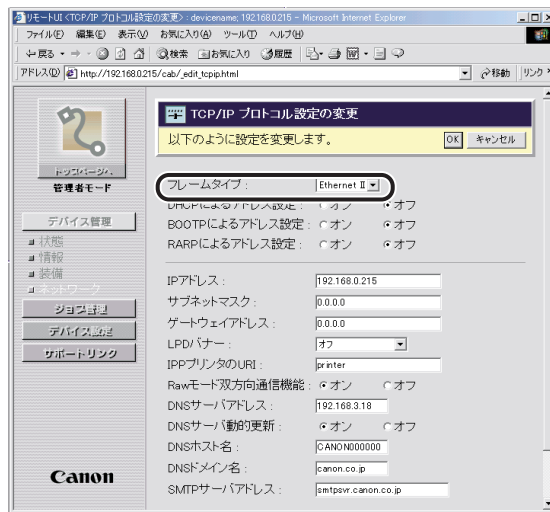 リモートUI <TCP/IP プロトコル設定の変更> : devicename; 192.168.0.215 - Microsoft Internet Explorer
ファイル(F) 編集(E) 表示(V) お気に入り(A) ツール(T) ヘルプ(H)
戻る 検索 お気に入り 履歴
アドレス(D) http://192.168.0.215/cab/_edit_tcpip.html 移動 リンク
TCP/IP プロトコル設定の変更
以下のように設定を変更します。 OK キャンセル
トップページへ
管理者モード
デバイス管理
状態
情報
装備
ネットワーク
ジョブ管理
デバイス設定
サポートリンク
Canon
フレームタイプ : Ethernet II
DHCPによるアドレス設定 : オン オフ
BOOTPによるアドレス設定 : オン オフ
RARPによるアドレス設定 : オン オフ
IPアドレス : 192.168.0.215
サブネットマスク : 0.0.0.0
ゲートウェイアドレス : 0.0.0.0
LPDバナー : オフ
IPPプリンタのURI : printer
Rawモード双方向通信機能 : オン オフ
DNSサーバアドレス : 192.168.3.18
DNSサーバ動的更新 : オン オフ
DNSホスト名 : CANON000000
DNSドメイン名 : canon.co.jp
SMTPサーバアドレス : smtpsvr.canon.co.jp